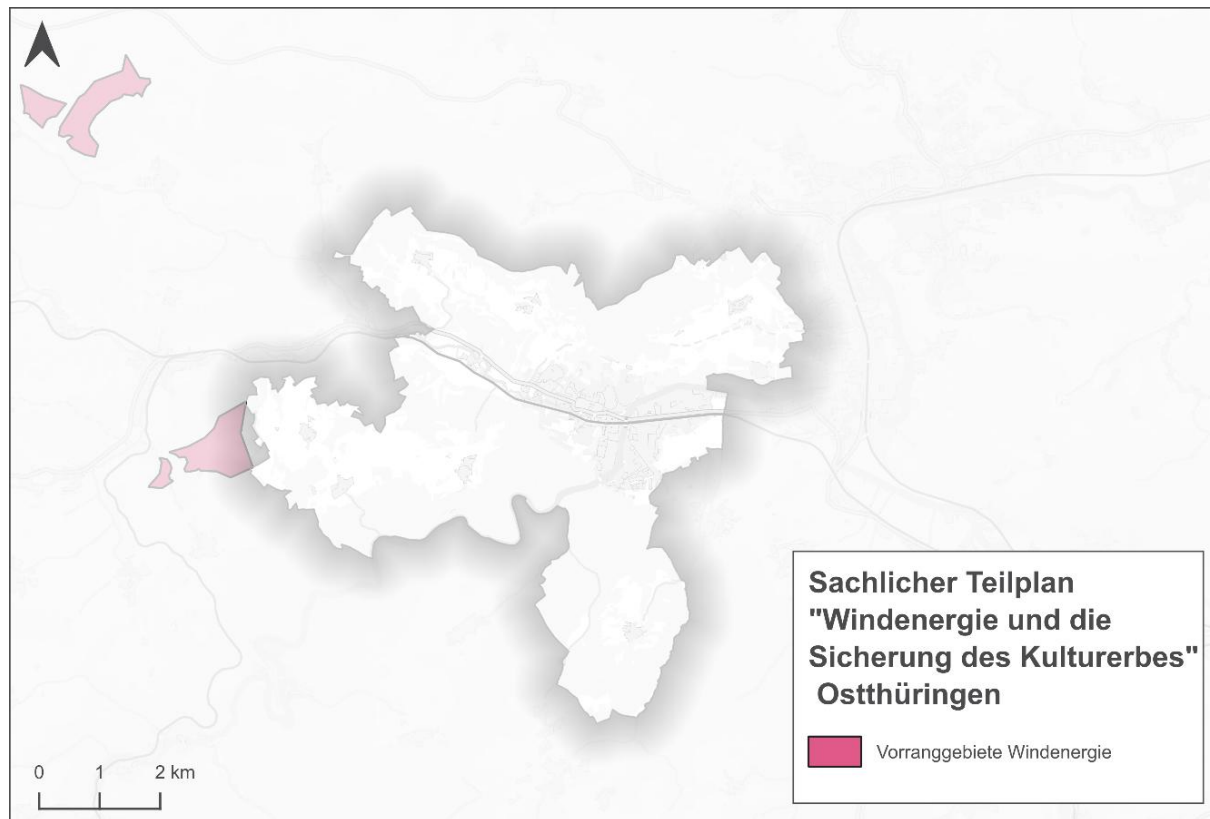 Sachlicher Teilplan
"Windenergie und die
Sicherung des Kulturerbes"
Ostthüringen
Vorranggebiete Windenergie
0 1 2 km